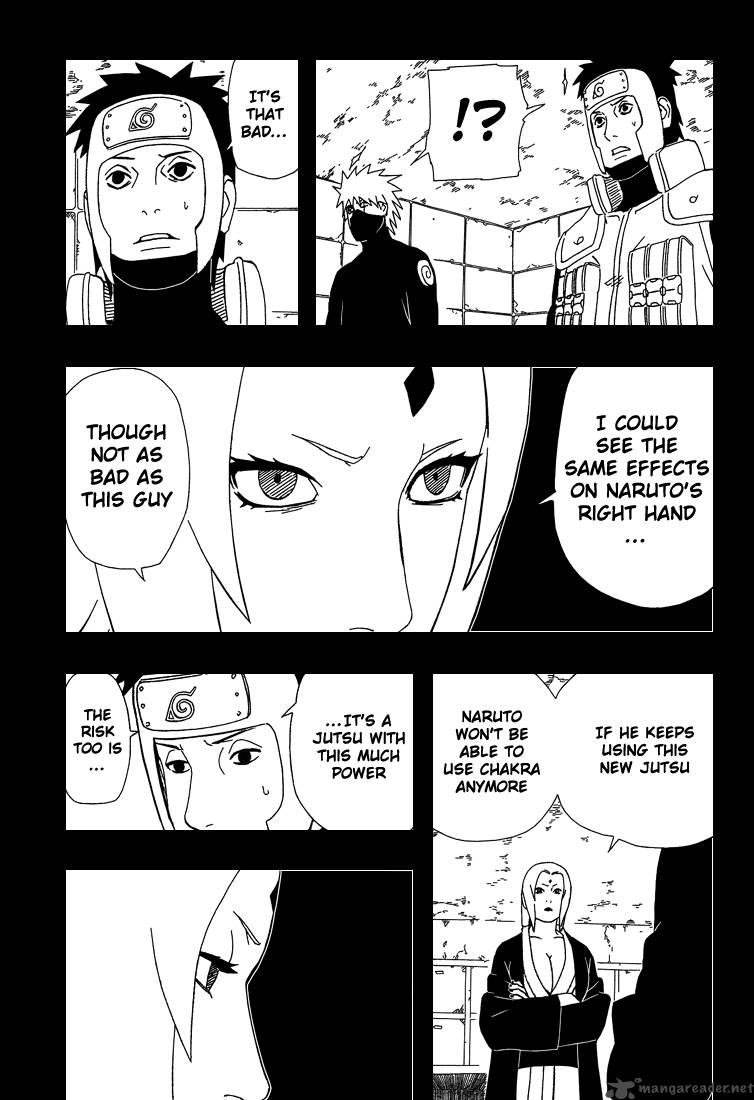 !?
IT'S
THAT
BAD...
I COULD
SEE THE
SAME EFFECTS
ON NARUTO'S
RIGHT HAND
...
THOUGH
NOT AS
BAD AS
THIS GUY
IF HE KEEPS
USING THIS
NEW JUTSU
NARUTO
WON'T BE
ABLE TO
USE CHAKRA
ANYMORE
...IT'S A
JUTSU WITH
THIS MUCH
POWER
THE
RISK
TOO IS
...
mangareader.net